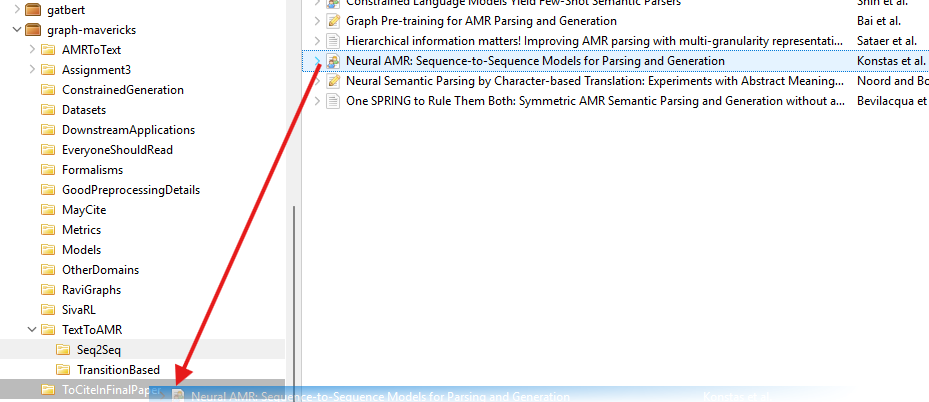 gatbert
graph-mavericks
AMRToText
Assignment3
ConstrainedGeneration
Datasets
DownstreamApplications
EveryoneShouldRead
Formalisms
GoodPreprocessingDetails
MayCite
Metrics
Models
OtherDomains
RaviGraphs
SivaRL
TextToAMR
Seq2Seq
TransitionBased
ToCiteInFinalPaper
Constrained Language Models Yield Few-Shot Semantic Parsers Shin et al.
Graph Pre-training for AMR Parsing and Generation Bai et al.
Hierarchical information matters! Improving AMR parsing with multi-granularity representati... Sataer et al.
Neural AMR: Sequence-to-Sequence Models for Parsing and Generation Konstas et al.
Neural Semantic Parsing by Character-based Translation: Experiments with Abstract Meaning... Noord and Bo
One SPRING to Rule Them Both: Symmetric AMR Semantic Parsing and Generation without a... Bevilacqua et
Neural AMR: Sequence-to-Sequence Models for Parsing and Generation Konstas et al.